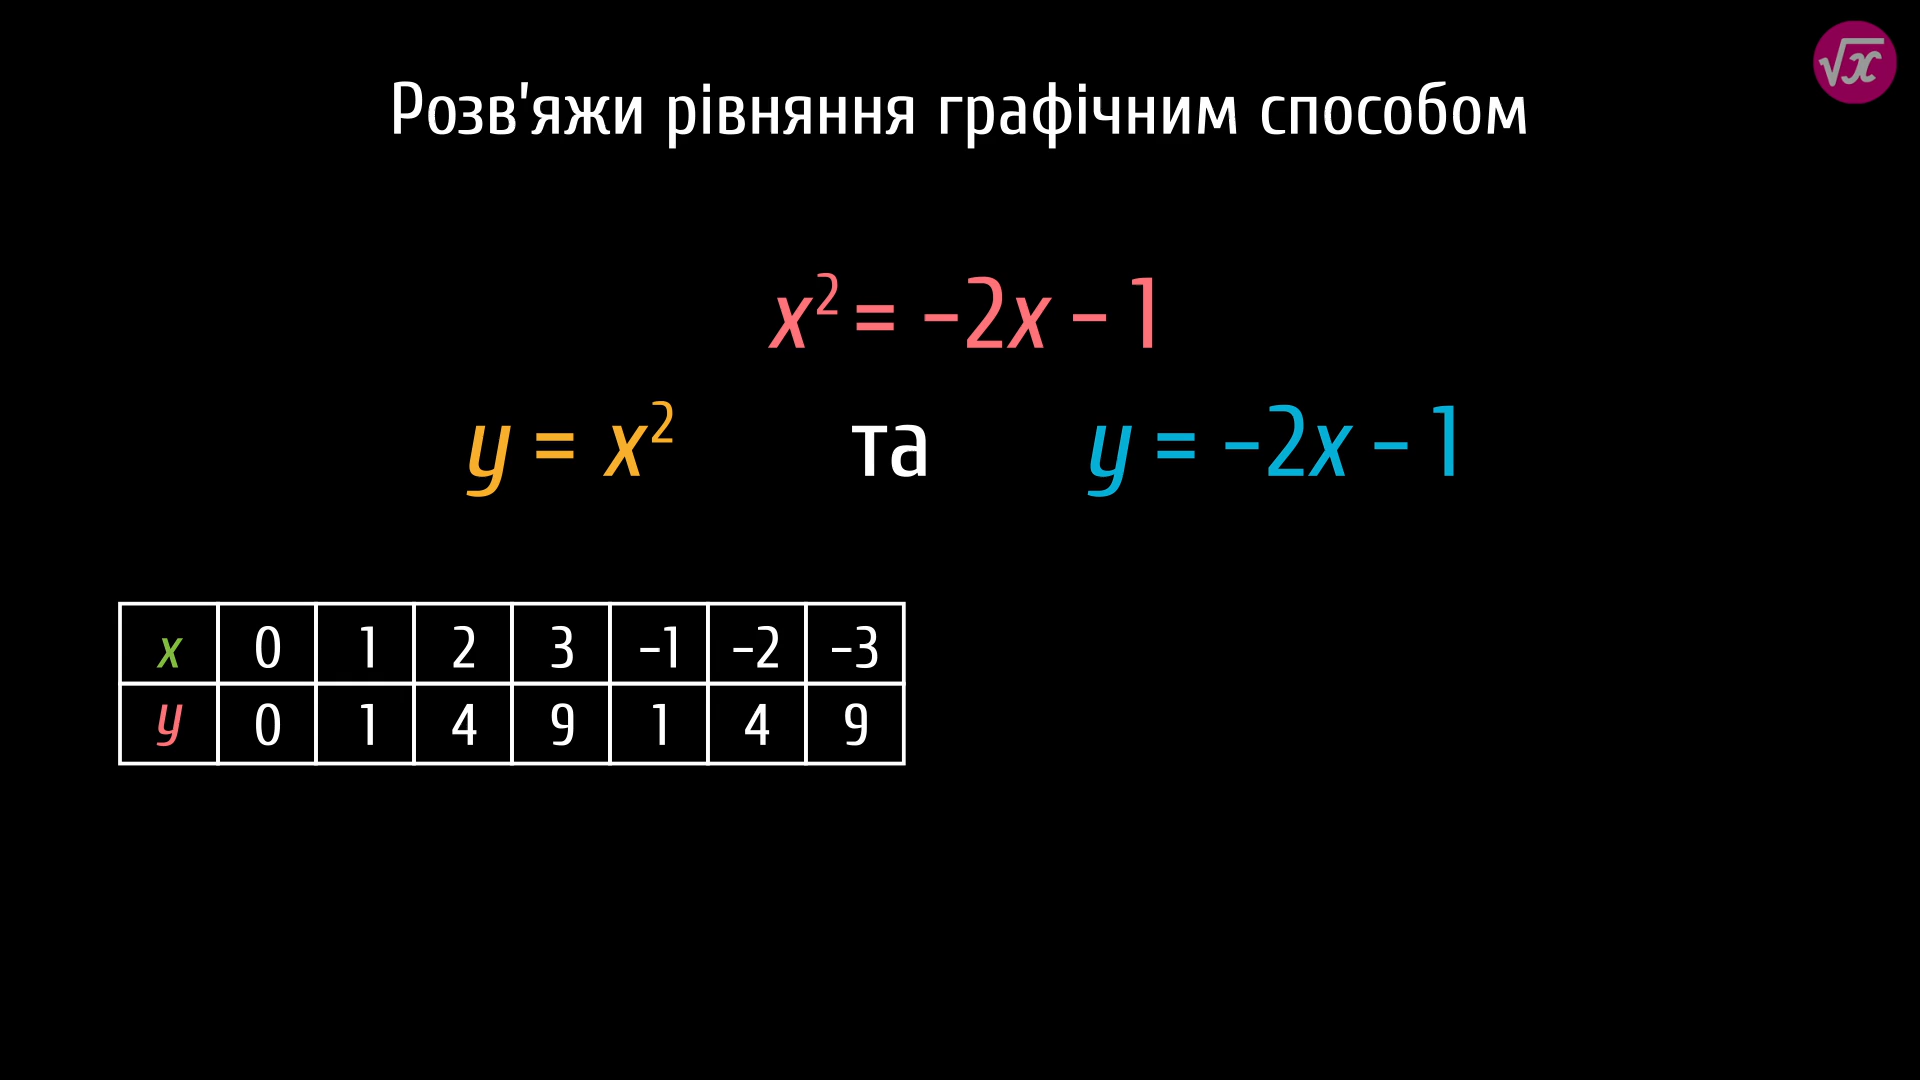 √x
Розв'яжи рівняння графічним способом
x² = −2x − 1
y = x² та y = −2x − 1
x 0 1 2 3 −1 −2 −3
y 0 1 4 9 1 4 9